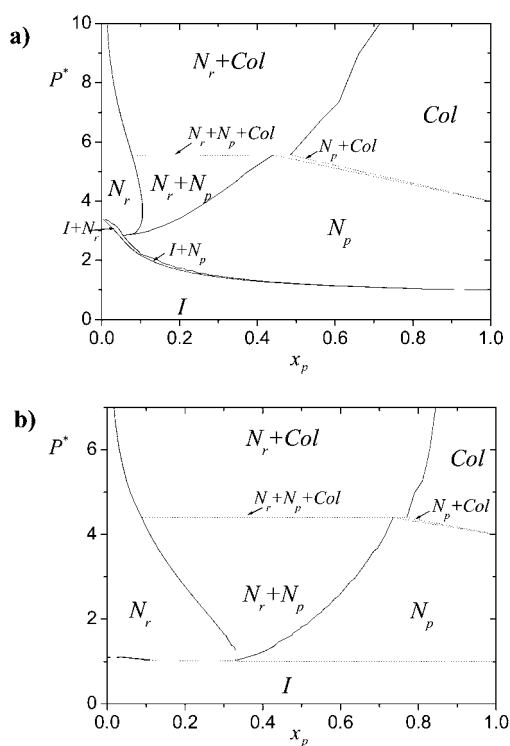 a)
10
P*
N_r+Col
8
Col
6
N_r+N_p+Col
N_p+Col
N_r
N_r+N_p
4
I+N_r
N_p
2
I+N_p
I
0
0.0 0.2 0.4 0.6 0.8 1.0
x_p
b)
P*
6
N_r+Col
Col
N_r+N_p+Col
N_p+Col
4
N_r+N_p
N_r
N_p
2
I
0
0.0 0.2 0.4 0.6 0.8 1.0
x_p